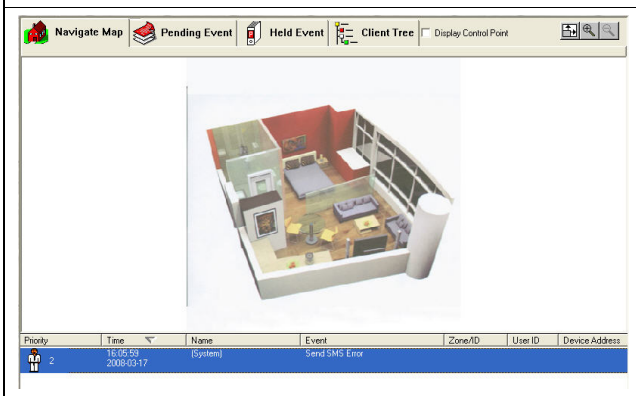 Navigate Map Pending Event Held Event Client Tree Display Control Point
Priority Time Name Event Zone/ID User ID Device Address
2 16:05:59 (System) Send SMS Error
2008-03-17